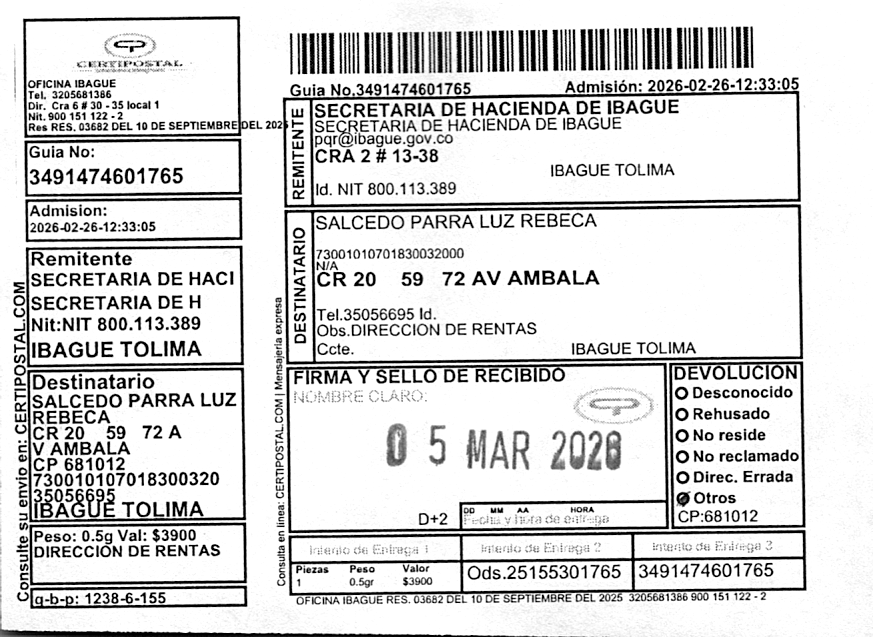 CERTIPOSTAL
OFICINA IBAGUE
Tel. 3205681386
Dir. Cra 6 # 30 - 35 local 1
Nit. 900 151 122 - 2
Res RES. 03682 DEL 10 DE SEPTIEMBRE DEL 2025
Guia No:
3491474601765
Admision:
2026-02-26-12:33:05
Remitente
SECRETARIA DE HACI
SECRETARIA DE H
Nit:NIT 800.113.389
IBAGUE TOLIMA
Destinatario
SALCEDO PARRA LUZ
REBECA
CR 20 59 72 A
V AMBALA
CP 681012
730010107018300320
35056695
IBAGUE TOLIMA
Peso: 0.5g Val: $3900
DIRECCION DE RENTAS
q-b-p: 1238-6-155
Consulte su envio en: CERTIPOSTAL.COM
Guia No.3491474601765 Admisión: 2026-02-26-12:33:05
REMITENTE
SECRETARIA DE HACIENDA DE IBAGUE
SECRETARIA DE HACIENDA DE IBAGUE
pqr@ibague.gov.co
CRA 2 # 13-38
IBAGUE TOLIMA
Id. NIT 800.113.389
DESTINATARIO
SALCEDO PARRA LUZ REBECA
73001010701830032000
N/A
CR 20 59 72 AV AMBALA
Tel.35056695 Id.
Obs.DIRECCION DE RENTAS
Ccte. IBAGUE TOLIMA
Consulta en linea: CERTIPOSTAL.COM | Mensajeria expresa
FIRMA Y SELLO DE RECIBIDO
NOMBRE CLARO:
05 MAR 2026
D+2
DD MM AA HORA
Fecha y hora de entrega
DEVOLUCION
Desconocido
Rehusado
No reside
No reclamado
Direc. Errada
Otros
CP:681012
Intento de Entrega 1 Intento de Entrega 2 Intento de Entrega 3
Piezas Peso Valor
1 0.5gr $3900
Ods.25155301765 3491474601765
OFICINA IBAGUE RES. 03682 DEL 10 DE SEPTIEMBRE DEL 2025 3205681386 900 151 122 - 2